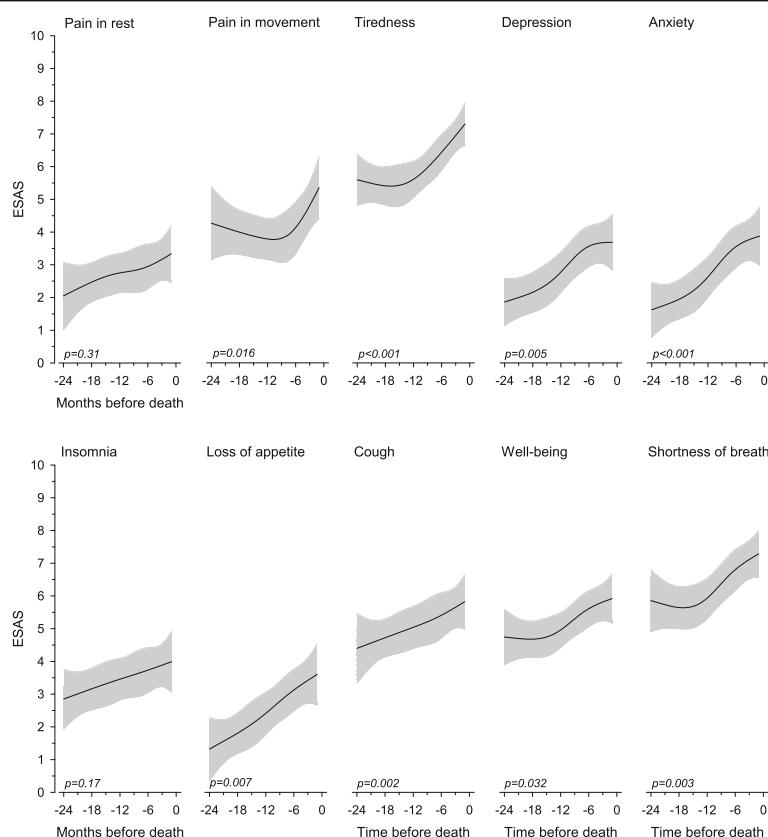 Pain in rest Pain in movement Tiredness Depression Anxiety
10
9
8
7
6
5
4
3
2
1
0
ESAS
p=0.31 p=0.016 p<0.001 p=0.005 p<0.001
-24 -18 -12 -6 0 -24 -18 -12 -6 0 -24 -18 -12 -6 0 -24 -18 -12 -6 0 -24 -18 -12 -6 0
Months before death
Insomnia Loss of appetite Cough Well-being Shortness of breath
10
9
8
7
6
5
4
3
2
1
0
ESAS
p=0.17 p=0.007 p=0.002 p=0.032 p=0.003
-24 -18 -12 -6 0 -24 -18 -12 -6 0 -24 -18 -12 -6 0 -24 -18 -12 -6 0 -24 -18 -12 -6 0
Months before death Months before death Time before death Time before death Time before death